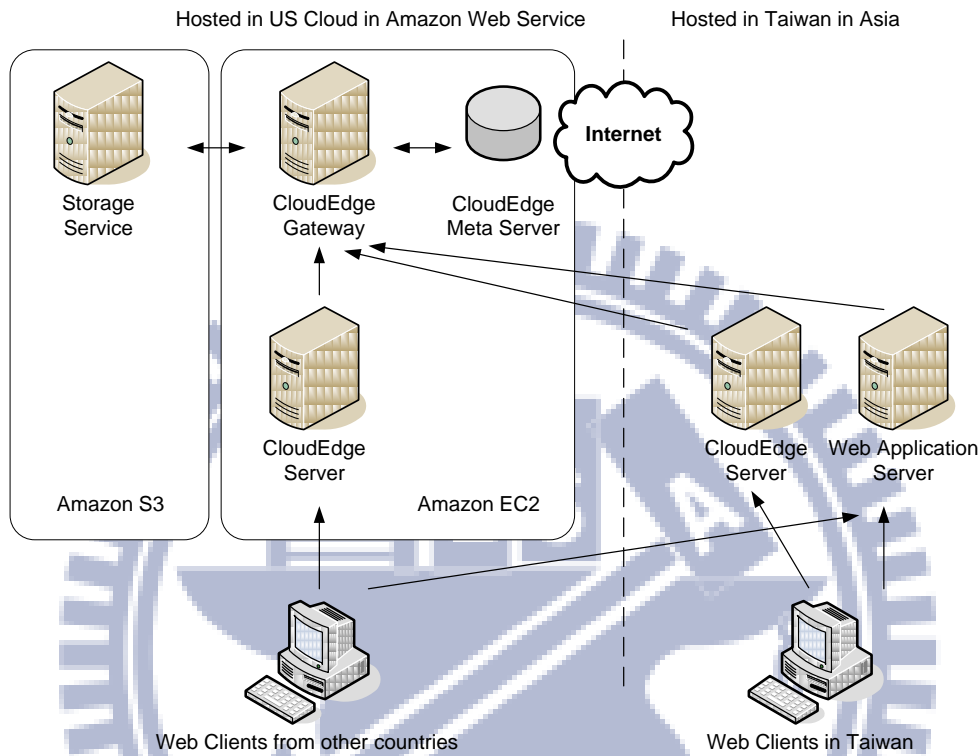 Hosted in US Cloud in Amazon Web Service
Hosted in Taiwan in Asia
Internet
Storage
Service
CloudEdge
Gateway
CloudEdge
Meta Server
CloudEdge
Server
CloudEdge
Server
Web Application
Server
Amazon S3
Amazon EC2
Web Clients from other countries
Web Clients in Taiwan